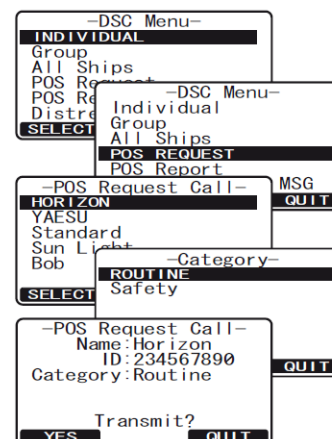 -DSC Menu-
INDIVIDUAL
Group
All Ships
POS Request
POS Re
Distre
SELECT
-DSC Menu-
Individual
Group
All Ships
POS REQUEST
POS Report
MSG
QUIT
-POS Request Call-
HORIZON
YAESU
Standard
Sun Light
Bob
SELECT
-Category-
ROUTINE
Safety
QUIT
-POS Request Call-
Name:Horizon
ID:234567890
Category:Routine
Transmit?
YES
QUIT